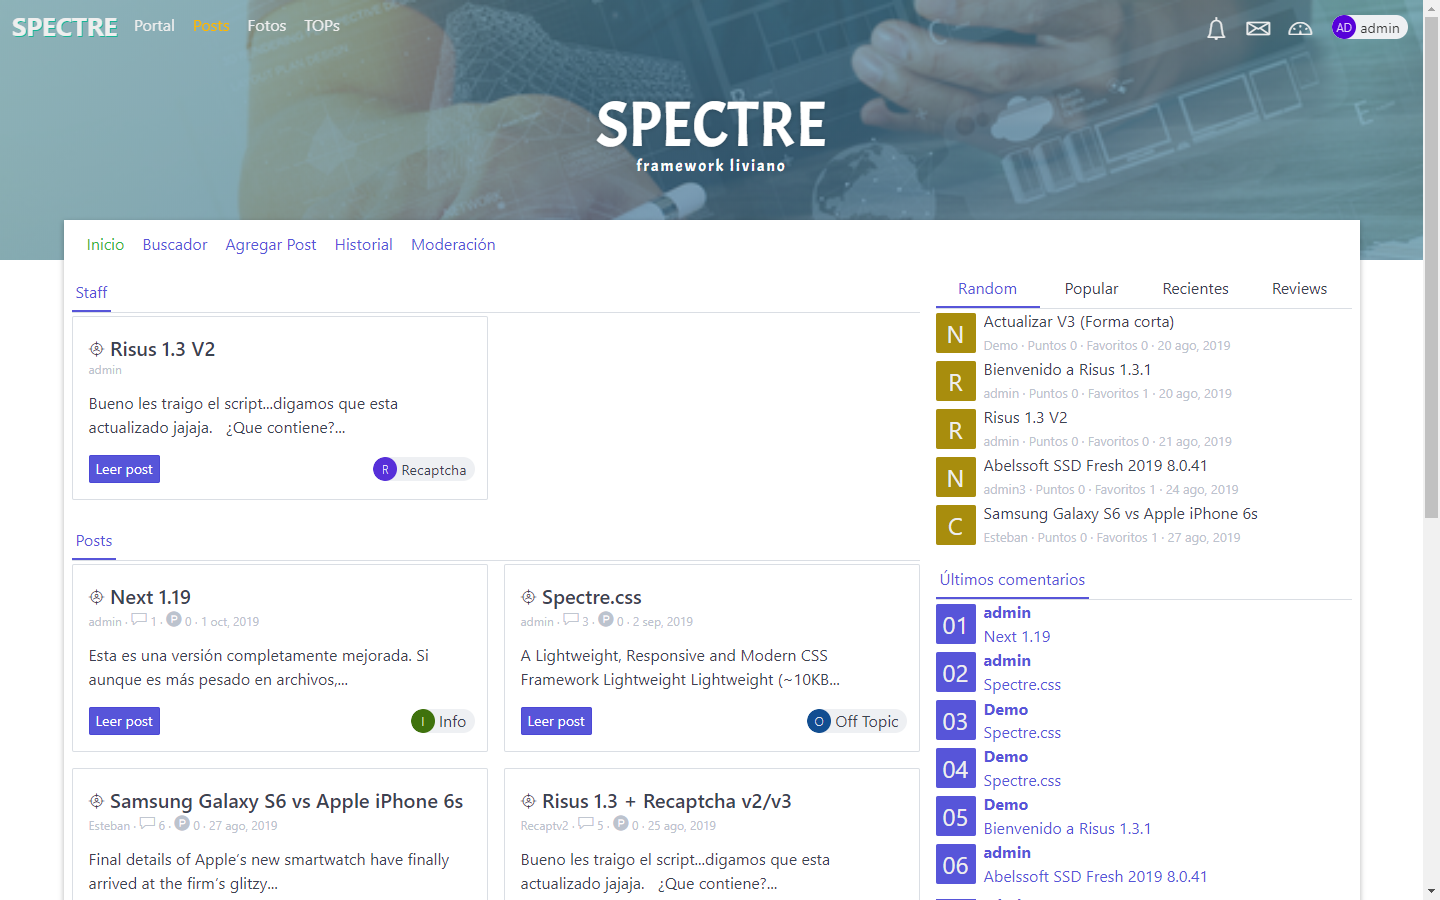 SPECTRE
Portal
Posts
Fotos
TOPs
AD admin
SPECTRE
framework liviano
Inicio
Buscador
Agregar Post
Historial
Moderación
Staff
Risus 1.3 V2
admin
Bueno les traigo el script...digamos que esta
actualizado jajaja. ¿Que contiene?...
Leer post
R Recaptcha
Posts
Next 1.19
admin · 1 · P 0 · 1 oct, 2019
Esta es una versión completamente mejorada. Si
aunque es más pesado en archivos,...
Leer post
I Info
Spectre.css
admin · 3 · P 0 · 2 sep, 2019
A Lightweight, Responsive and Modern CSS
Framework Lightweight Lightweight (~10KB...
Leer post
O Off Topic
Samsung Galaxy S6 vs Apple iPhone 6s
Esteban · 6 · P 0 · 27 ago, 2019
Final details of Apple's new smartwatch have finally
arrived at the firm's glitzy...
Risus 1.3 + Recaptcha v2/v3
Recaptv2 · 5 · P 0 · 25 ago, 2019
Bueno les traigo el script...digamos que esta
actualizado jajaja. ¿Que contiene?...
Random
Popular
Recientes
Reviews
N
Actualizar V3 (Forma corta)
Demo · Puntos 0 · Favoritos 0 · 20 ago, 2019
R
Bienvenido a Risus 1.3.1
admin · Puntos 0 · Favoritos 1 · 20 ago, 2019
R
Risus 1.3 V2
admin · Puntos 0 · Favoritos 0 · 21 ago, 2019
N
Abelssoft SSD Fresh 2019 8.0.41
admin3 · Puntos 0 · Favoritos 1 · 24 ago, 2019
C
Samsung Galaxy S6 vs Apple iPhone 6s
Esteban · Puntos 0 · Favoritos 1 · 27 ago, 2019
Últimos comentarios
01
admin
Next 1.19
02
admin
Spectre.css
03
Demo
Spectre.css
04
Demo
Spectre.css
05
Demo
Bienvenido a Risus 1.3.1
06
admin
Abelssoft SSD Fresh 2019 8.0.41